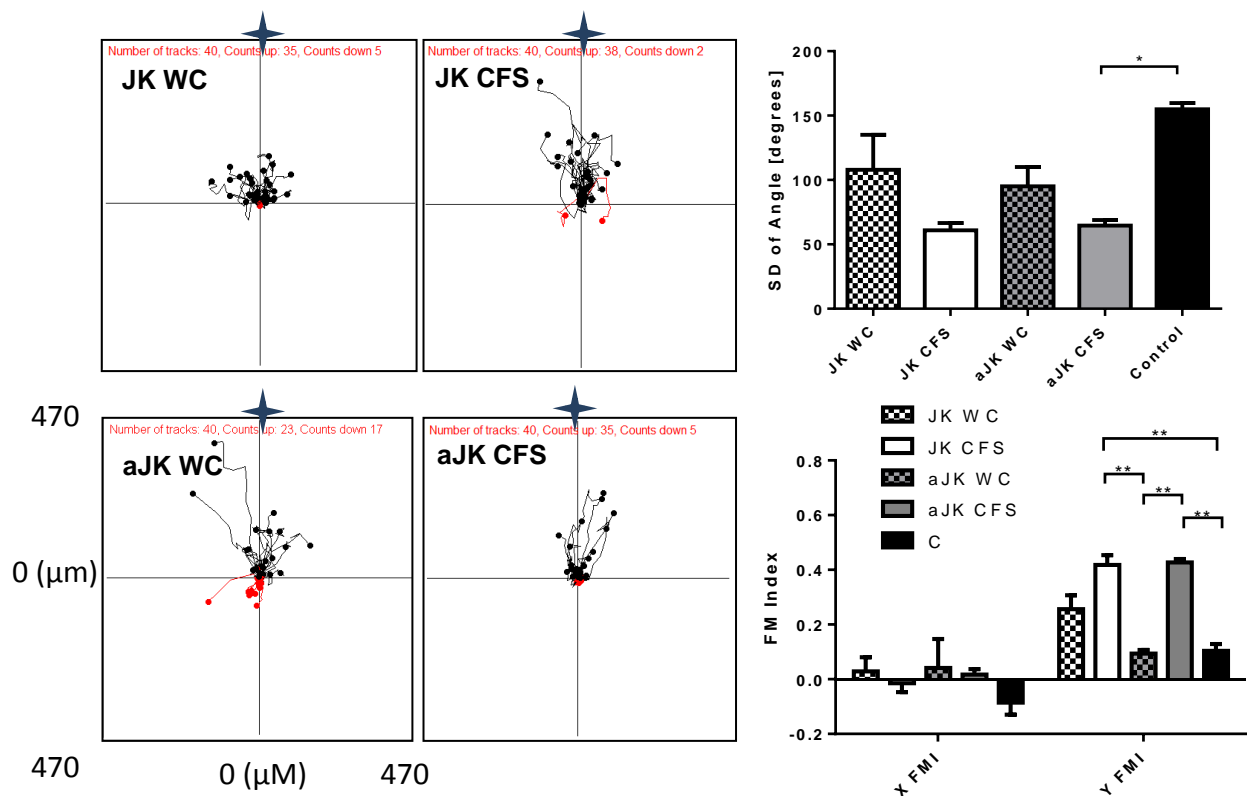 Number of tracks: 40, Counts up: 35, Counts down 5
JK WC
Number of tracks: 40, Counts up: 38, Counts down 2
JK CFS
470
Number of tracks: 40, Counts up: 23, Counts down 17
aJK WC
Number of tracks: 40, Counts up: 35, Counts down 5
aJK CFS
0 (μm)
470
0 (μM)
470
SD of Angle [degrees]
200
150
100
50
0
*
JK WC
JK CFS
aJK WC
aJK CFS
Control
JK WC
JK CFS
aJK WC
aJK CFS
C
FM Index
0.8
0.6
0.4
0.2
0.0
-0.2
**
**
**
**
X FMI
Y FMI